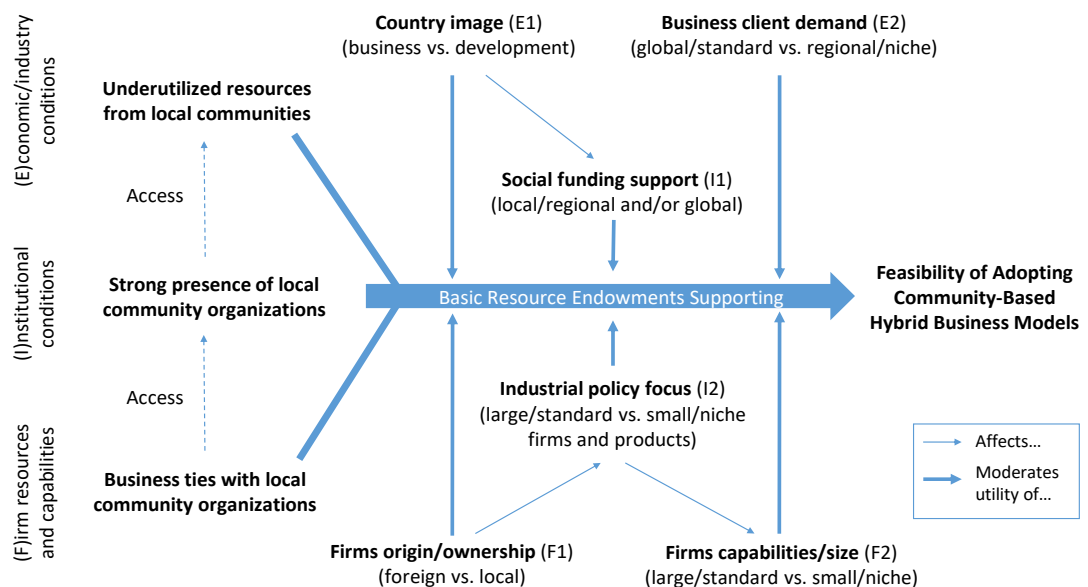 (E)conomic/industry
conditions
(I)nstitutional
conditions
(F)irm resources
and capabilities
Underutilized resources
from local communities
Access
Strong presence of local
community organizations
Access
Business ties with local
community organizations
Country image (E1)
(business vs. development)
Business client demand (E2)
(global/standard vs. regional/niche)
Social funding support (I1)
(local/regional and/or global)
Basic Resource Endowments Supporting
Industrial policy focus (I2)
(large/standard vs. small/niche
firms and products)
Firms origin/ownership (F1)
(foreign vs. local)
Firms capabilities/size (F2)
(large/standard vs. small/niche)
Feasibility of Adopting
Community-Based
Hybrid Business Models
Affects…
Moderates
utility of…